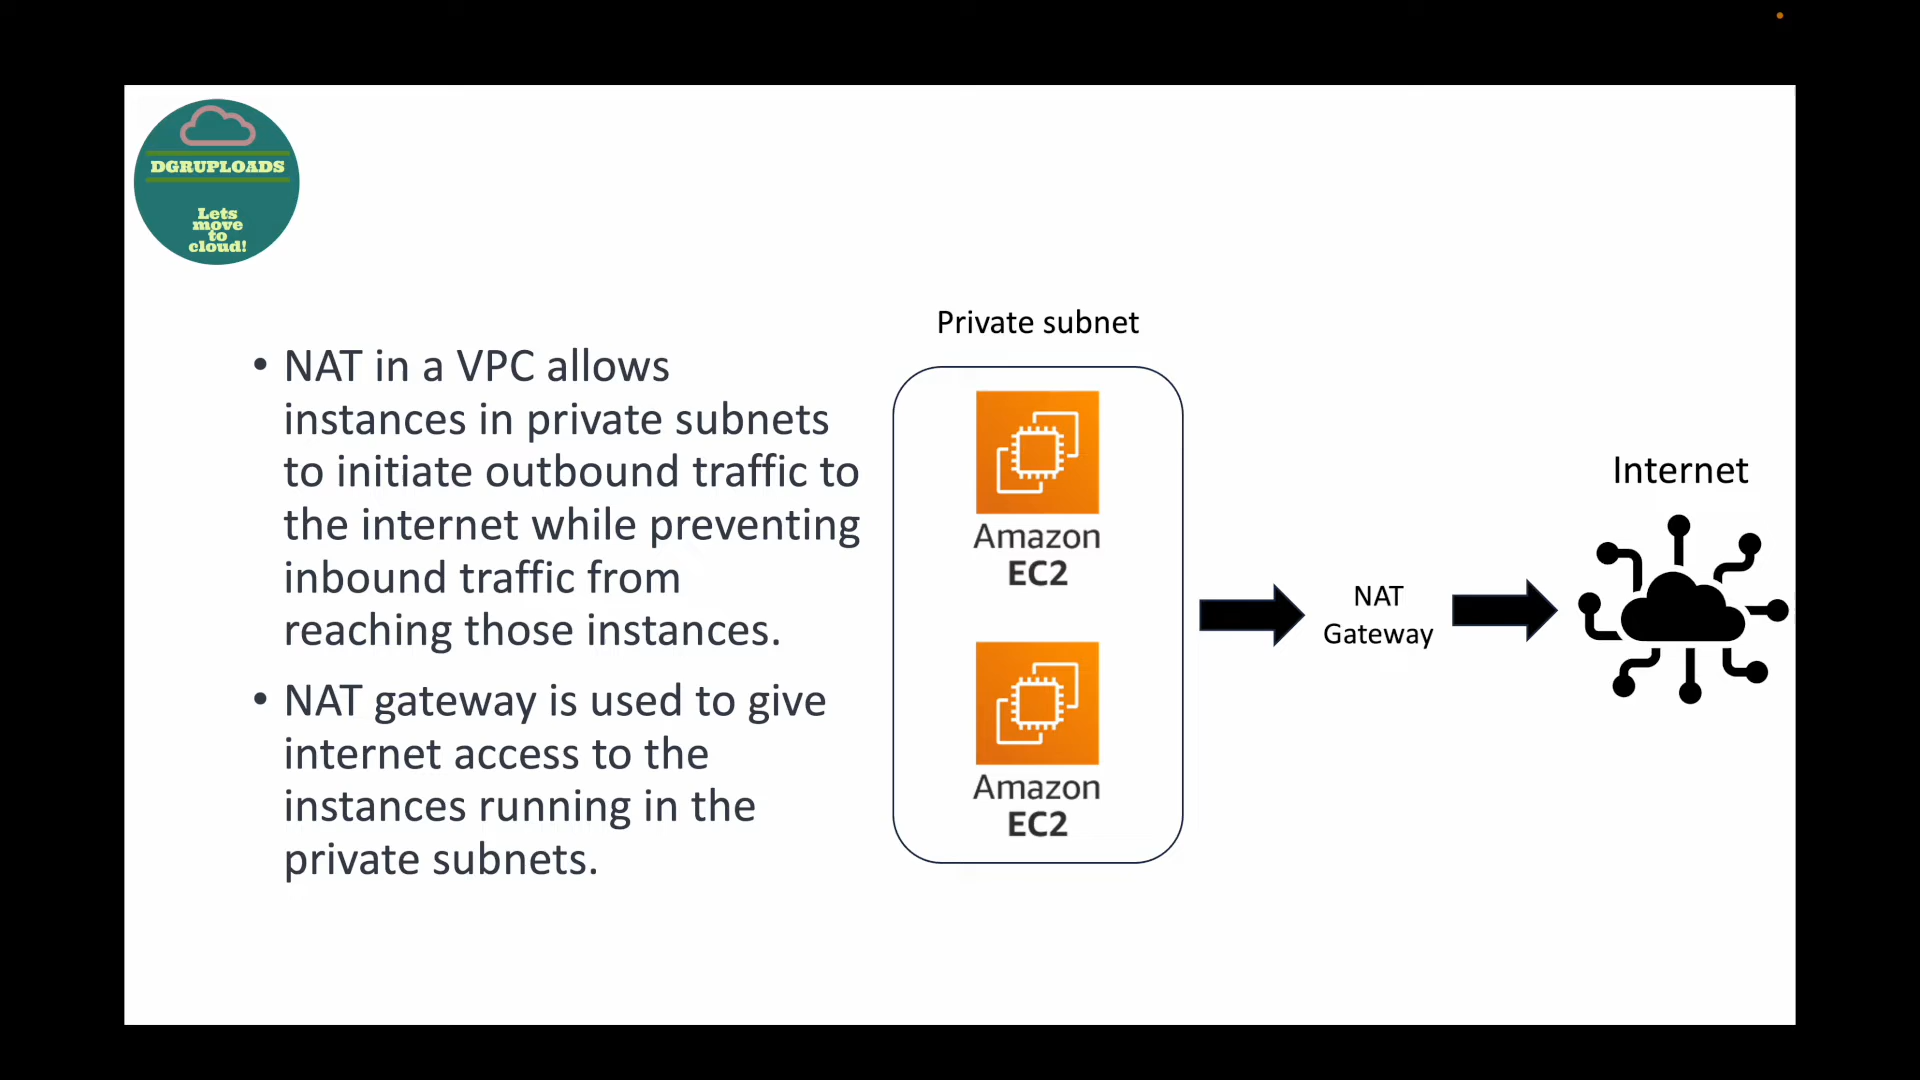 DGRUPLOADS
Lets
move
to
cloud!
• NAT in a VPC allows
instances in private subnets
to initiate outbound traffic to
the internet while preventing
inbound traffic from
reaching those instances.
• NAT gateway is used to give
internet access to the
instances running in the
private subnets.
Private subnet
Amazon
EC2
Amazon
EC2
NAT
Gateway
Internet